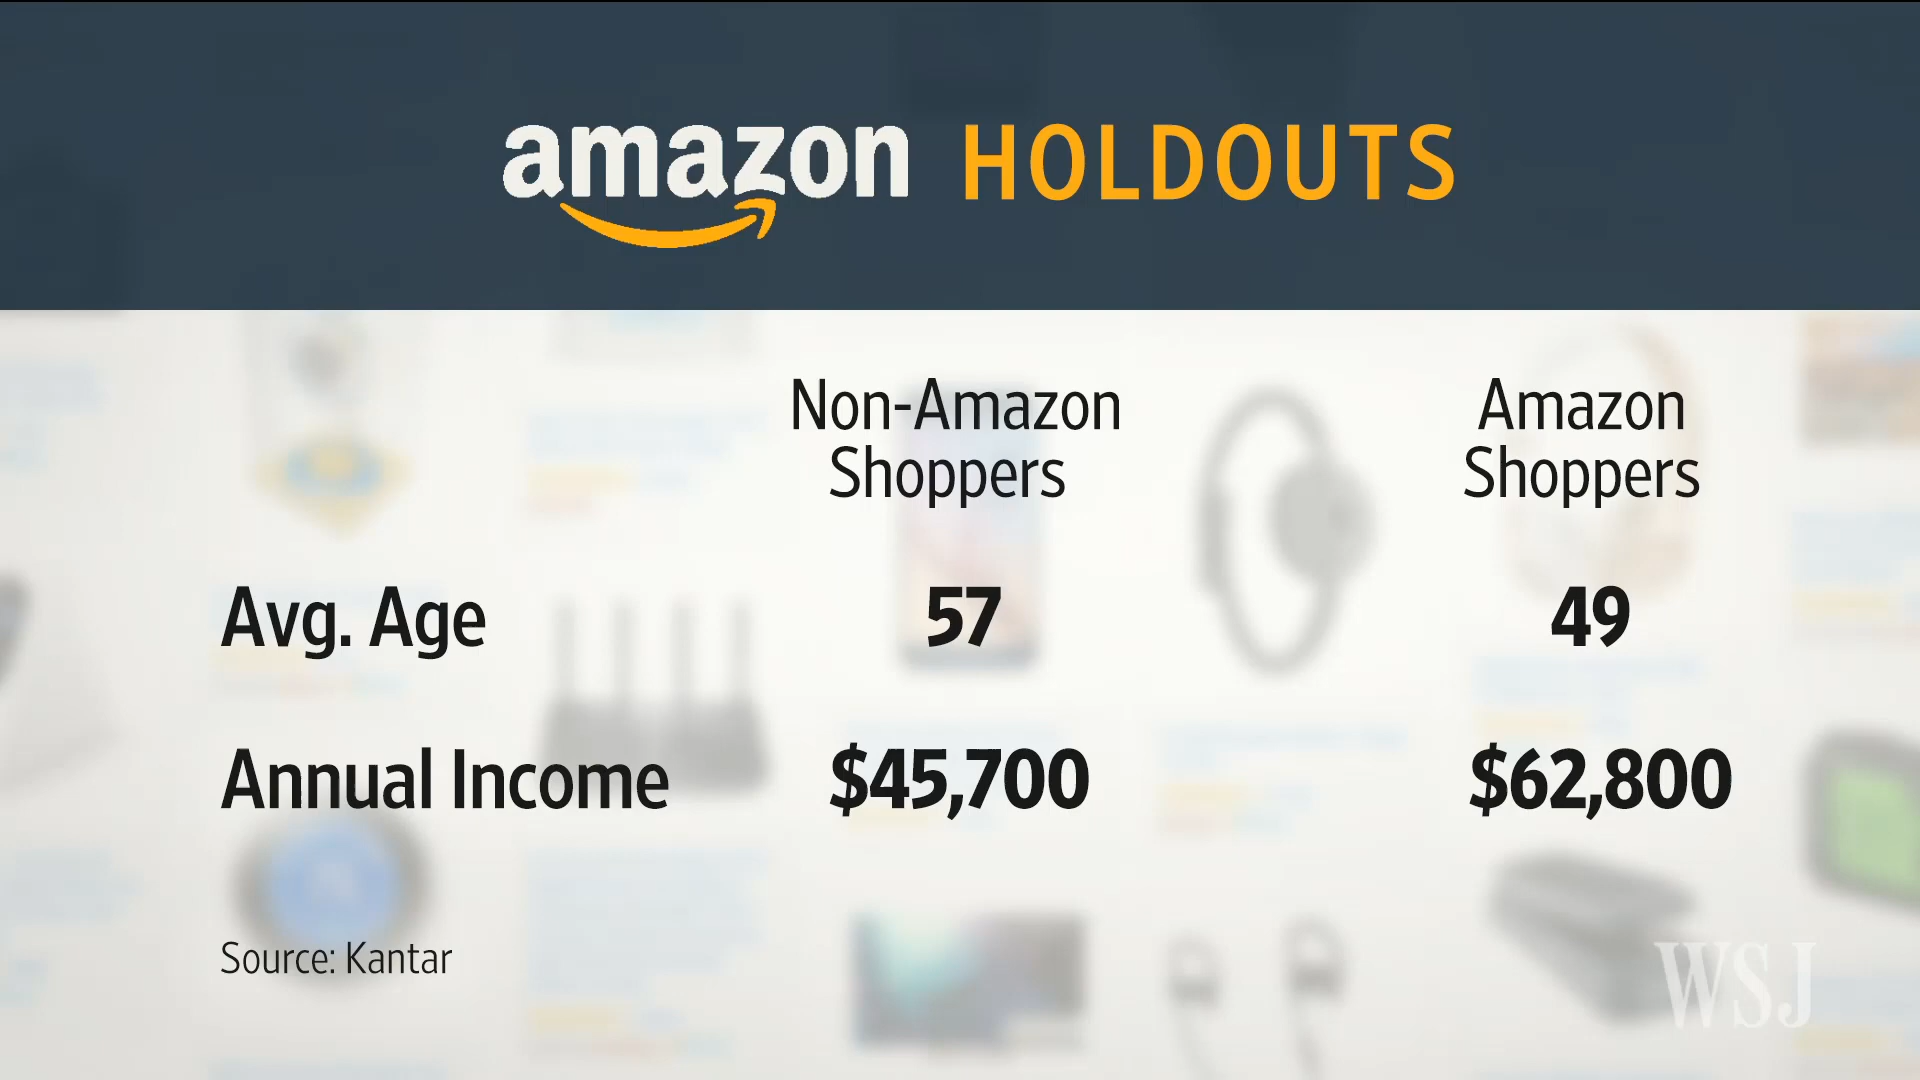 amazon HOLDOUTS
Non-Amazon Shoppers
Amazon Shoppers
Avg. Age 57 49
Annual Income $45,700 $62,800
Source: Kantar
WSJ